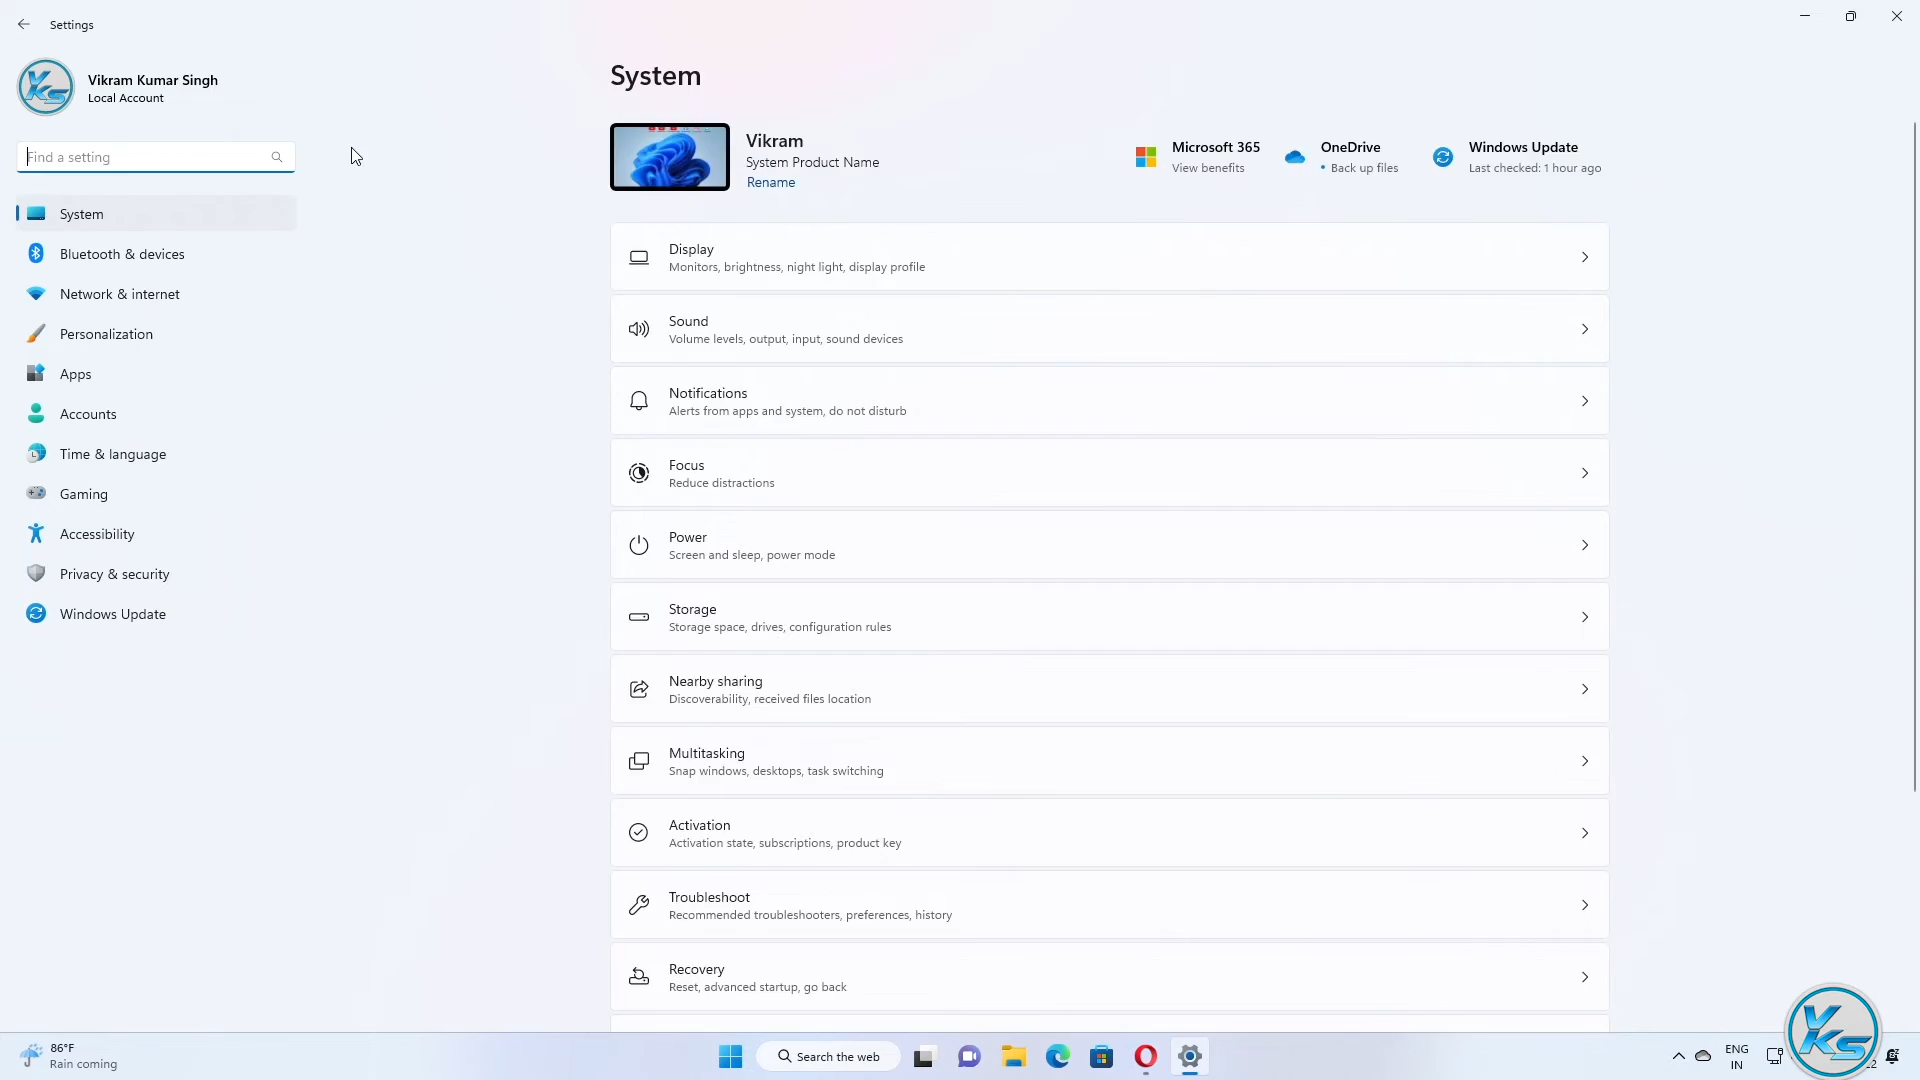 Settings
Vikram Kumar Singh
Local Account
Find a setting
System
Bluetooth & devices
Network & internet
Personalization
Apps
Accounts
Time & language
Gaming
Accessibility
Privacy & security
Windows Update
System
Vikram
System Product Name
Rename
Microsoft 365
View benefits
OneDrive
• Back up files
Windows Update
Last checked: 1 hour ago
Display
Monitors, brightness, night light, display profile
Sound
Volume levels, output, input, sound devices
Notifications
Alerts from apps and system, do not disturb
Focus
Reduce distractions
Power
Screen and sleep, power mode
Storage
Storage space, drives, configuration rules
Nearby sharing
Discoverability, received files location
Multitasking
Snap windows, desktops, task switching
Activation
Activation state, subscriptions, product key
Troubleshoot
Recommended troubleshooters, preferences, history
Recovery
Reset, advanced startup, go back
86°F
Rain coming
Search the web
ENG
IN
VKS